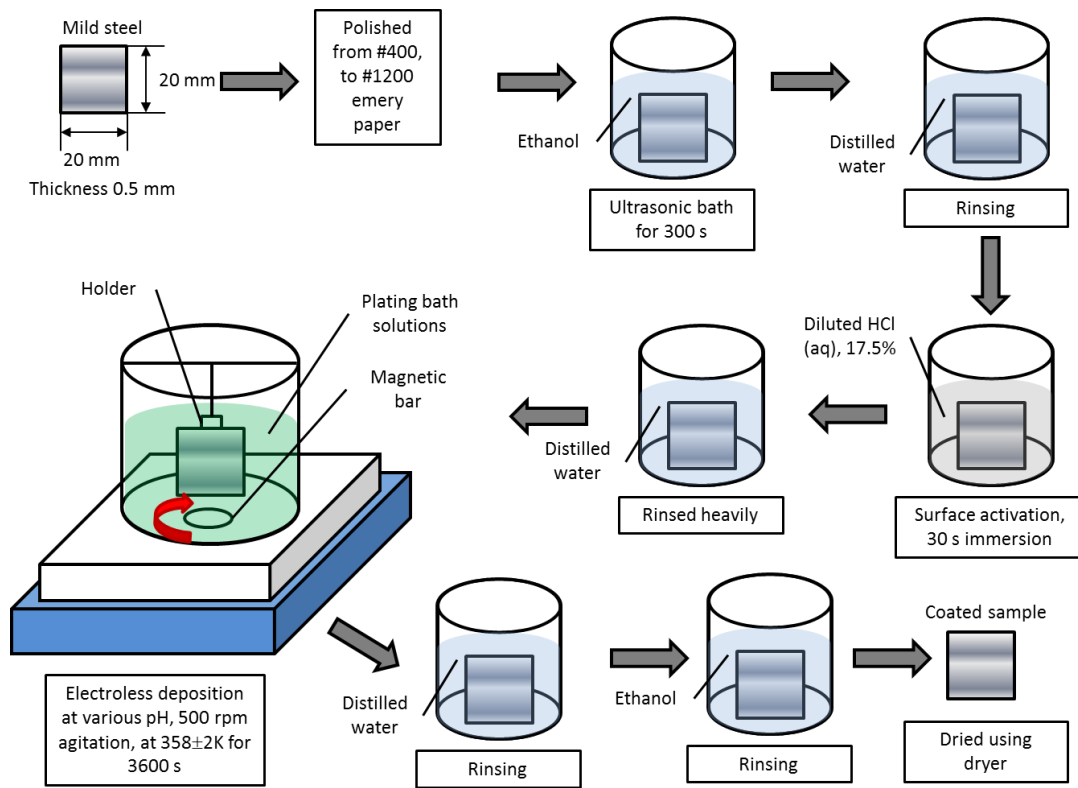 Mild steel
20 mm
20 mm
Thickness 0.5 mm
Polished
from #400,
to #1200
emery
paper
Ethanol
Ultrasonic bath
for 300 s
Distilled
water
Rinsing
Diluted HCl
(aq), 17.5%
Surface activation,
30 s immersion
Distilled
water
Rinsed heavily
Holder
Plating bath
solutions
Magnetic
bar
Electroless deposition
at various pH, 500 rpm
agitation, at 358±2K for
3600 s
Distilled
water
Rinsing
Ethanol
Rinsing
Coated sample
Dried using
dryer